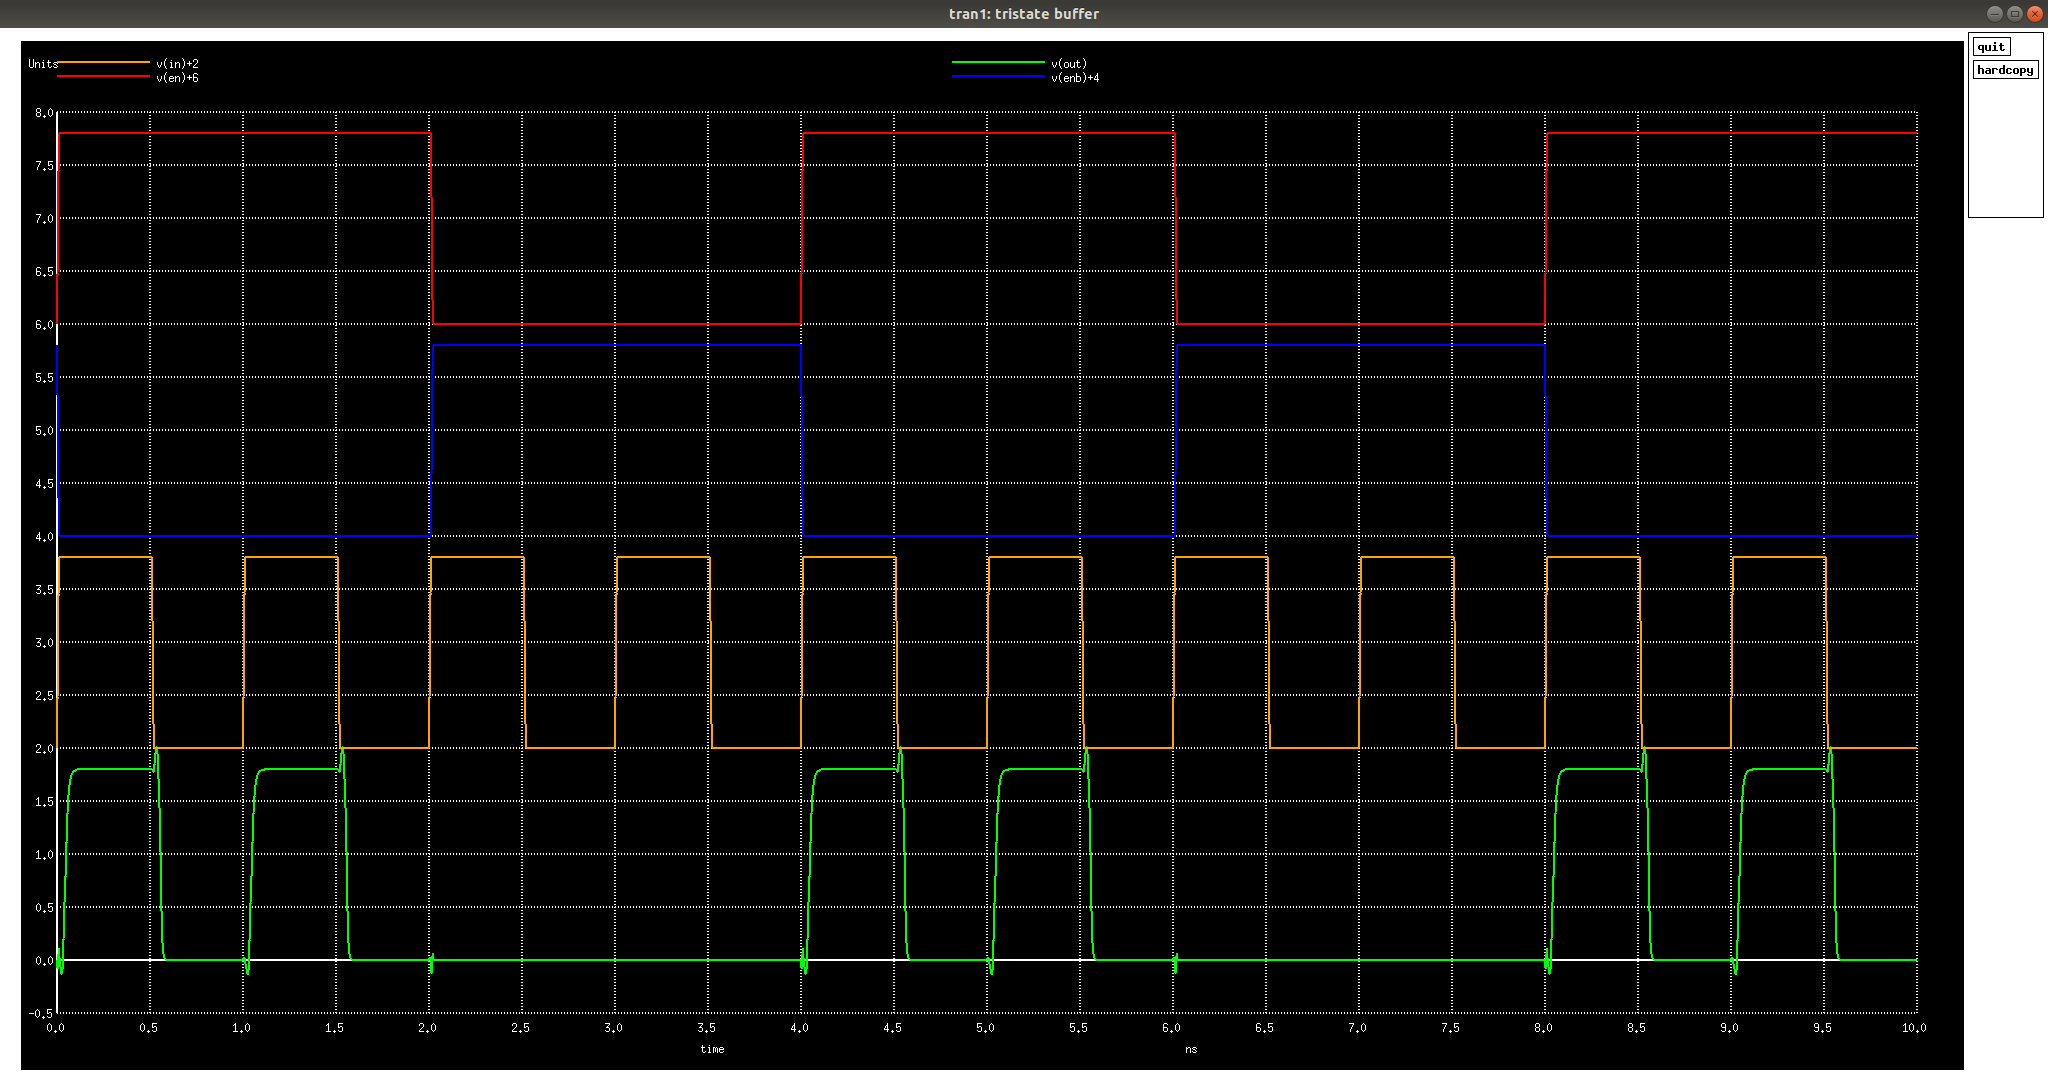 tran1: tristate buffer
quit
hardcopy
Units v(in)+2 v(out)
v(en)+6 v(enb)+4
8.0
7.5
7.0
6.5
6.0
5.5
5.0
4.5
4.0
3.5
3.0
2.5
2.0
1.5
1.0
0.5
0.0
-0.5
0.0 0.5 1.0 1.5 2.0 2.5 3.0 3.5 4.0 4.5 5.0 5.5 6.0 6.5 7.0 7.5 8.0 8.5 9.0 9.5 10.0
time ns